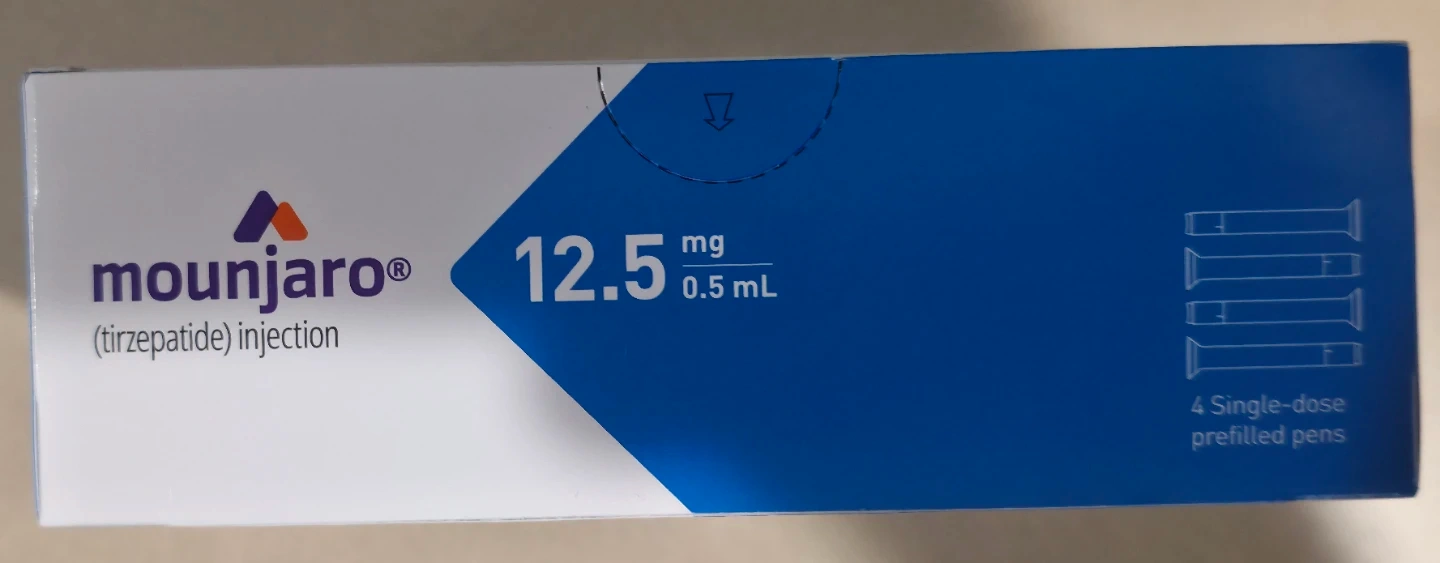 mounjaro®
(tirzepatide) injection
12.5 mg
0.5 mL
4 Single-dose
prefilled pens